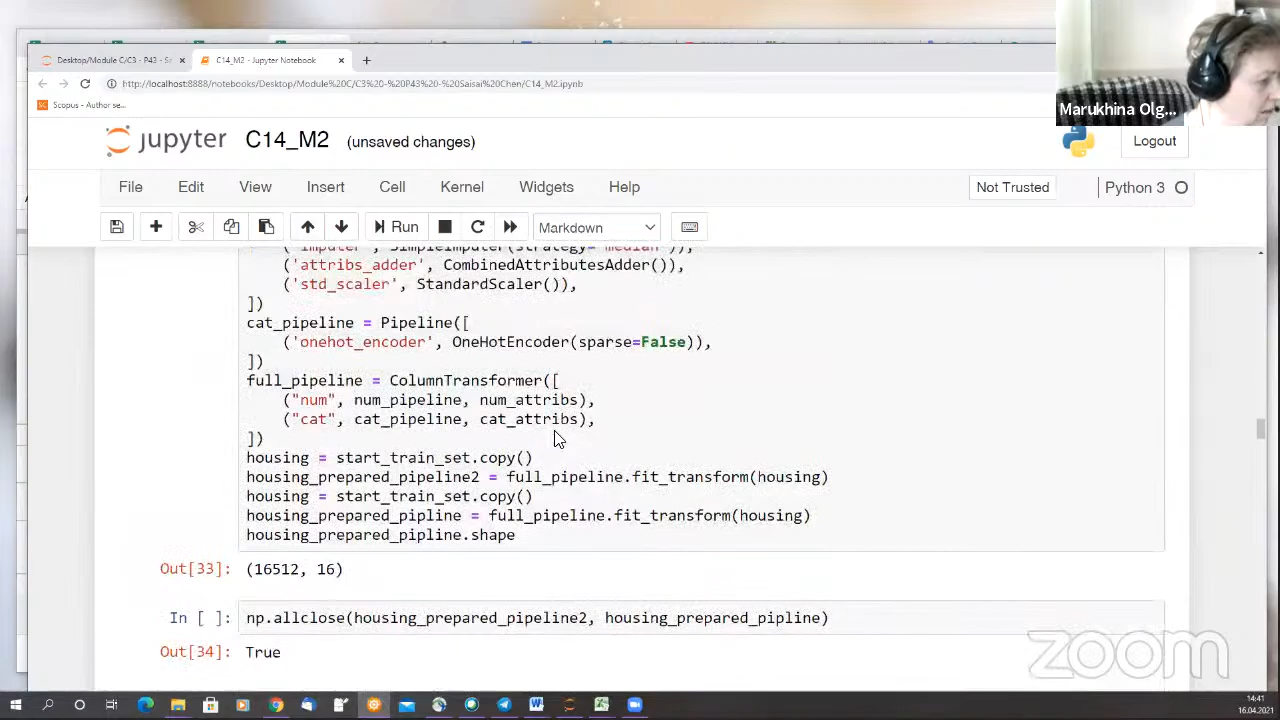 Desktop/Module C/C3 - P43 - Sa
C14_M2 - Jupyter Notebook
http://localhost:8888/notebooks/Desktop/Module%20C/C3%20-%20P43%20-%20Saisai%20Chen/C14_M2.ipynb
Scopus - Author se...
Marukhina Olg...
jupyter C14_M2 (unsaved changes)
Logout
File Edit View Insert Cell Kernel Widgets Help
Not Trusted
Python 3
Run
Markdown
('imputer', SimpleImputer(strategy="median")),
('attribs_adder', CombinedAttributesAdder()),
('std_scaler', StandardScaler()),
])
cat_pipeline = Pipeline([
('onehot_encoder', OneHotEncoder(sparse=False)),
])
full_pipeline = ColumnTransformer([
("num", num_pipeline, num_attribs),
("cat", cat_pipeline, cat_attribs),
])
housing = start_train_set.copy()
housing_prepared_pipeline2 = full_pipeline.fit_transform(housing)
housing = start_train_set.copy()
housing_prepared_pipline = full_pipeline.fit_transform(housing)
housing_prepared_pipline.shape
Out[33]: (16512, 16)
In [ ]: np.allclose(housing_prepared_pipeline2, housing_prepared_pipline)
Out[34]: True
zoom
14:41
16.04.2021